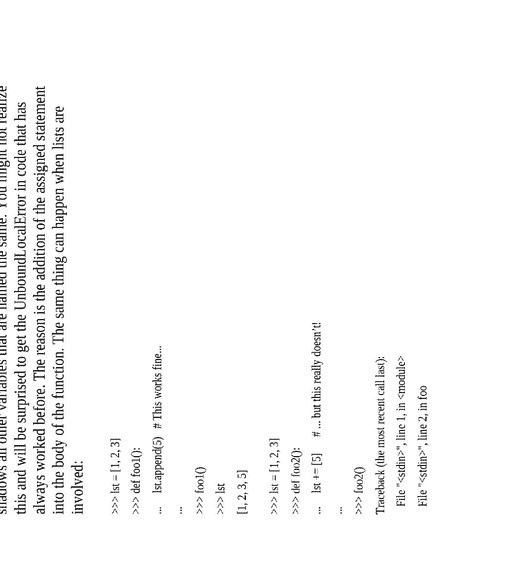 shadows all other variables that are named the same. You might not realize
this and will be surprised to get the UnboundLocalError in code that has
always worked before. The reason is the addition of the assigned statement
into the body of the function. The same thing can happen when lists are
involved:
>>> lst = [1, 2, 3]
>>> def foo1():
...     lst.append(5)   # This works fine...
...
>>> foo1()
>>> lst
[1, 2, 3, 5]
>>> lst = [1, 2, 3]
>>> def foo2():
...     lst += [5]      # ... but this really doesn't!
...
>>> foo2()
Traceback (the most recent call last):
File "<stdin>", line 1, in <module>
File "<stdin>", line 2, in foo